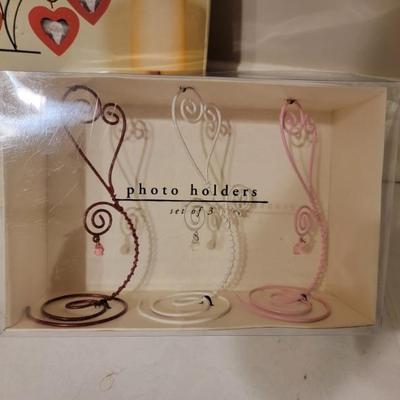 photo holders
set of 3